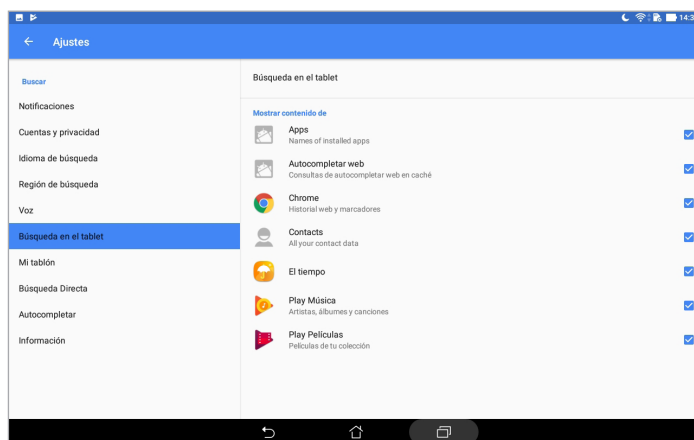 14:3
Ajustes
Buscar
Notificaciones
Cuentas y privacidad
Idioma de búsqueda
Región de búsqueda
Voz
Búsqueda en el tablet
Mi tablón
Búsqueda Directa
Autocompletar
Información
Búsqueda en el tablet
Mostrar contenido de
Apps
Names of installed apps
Autocompletar web
Consultas de autocompletar web en caché
Chrome
Historial web y marcadores
Contacts
All your contact data
El tiempo
Play Música
Artistas, álbumes y canciones
Play Películas
Películas de tu colección